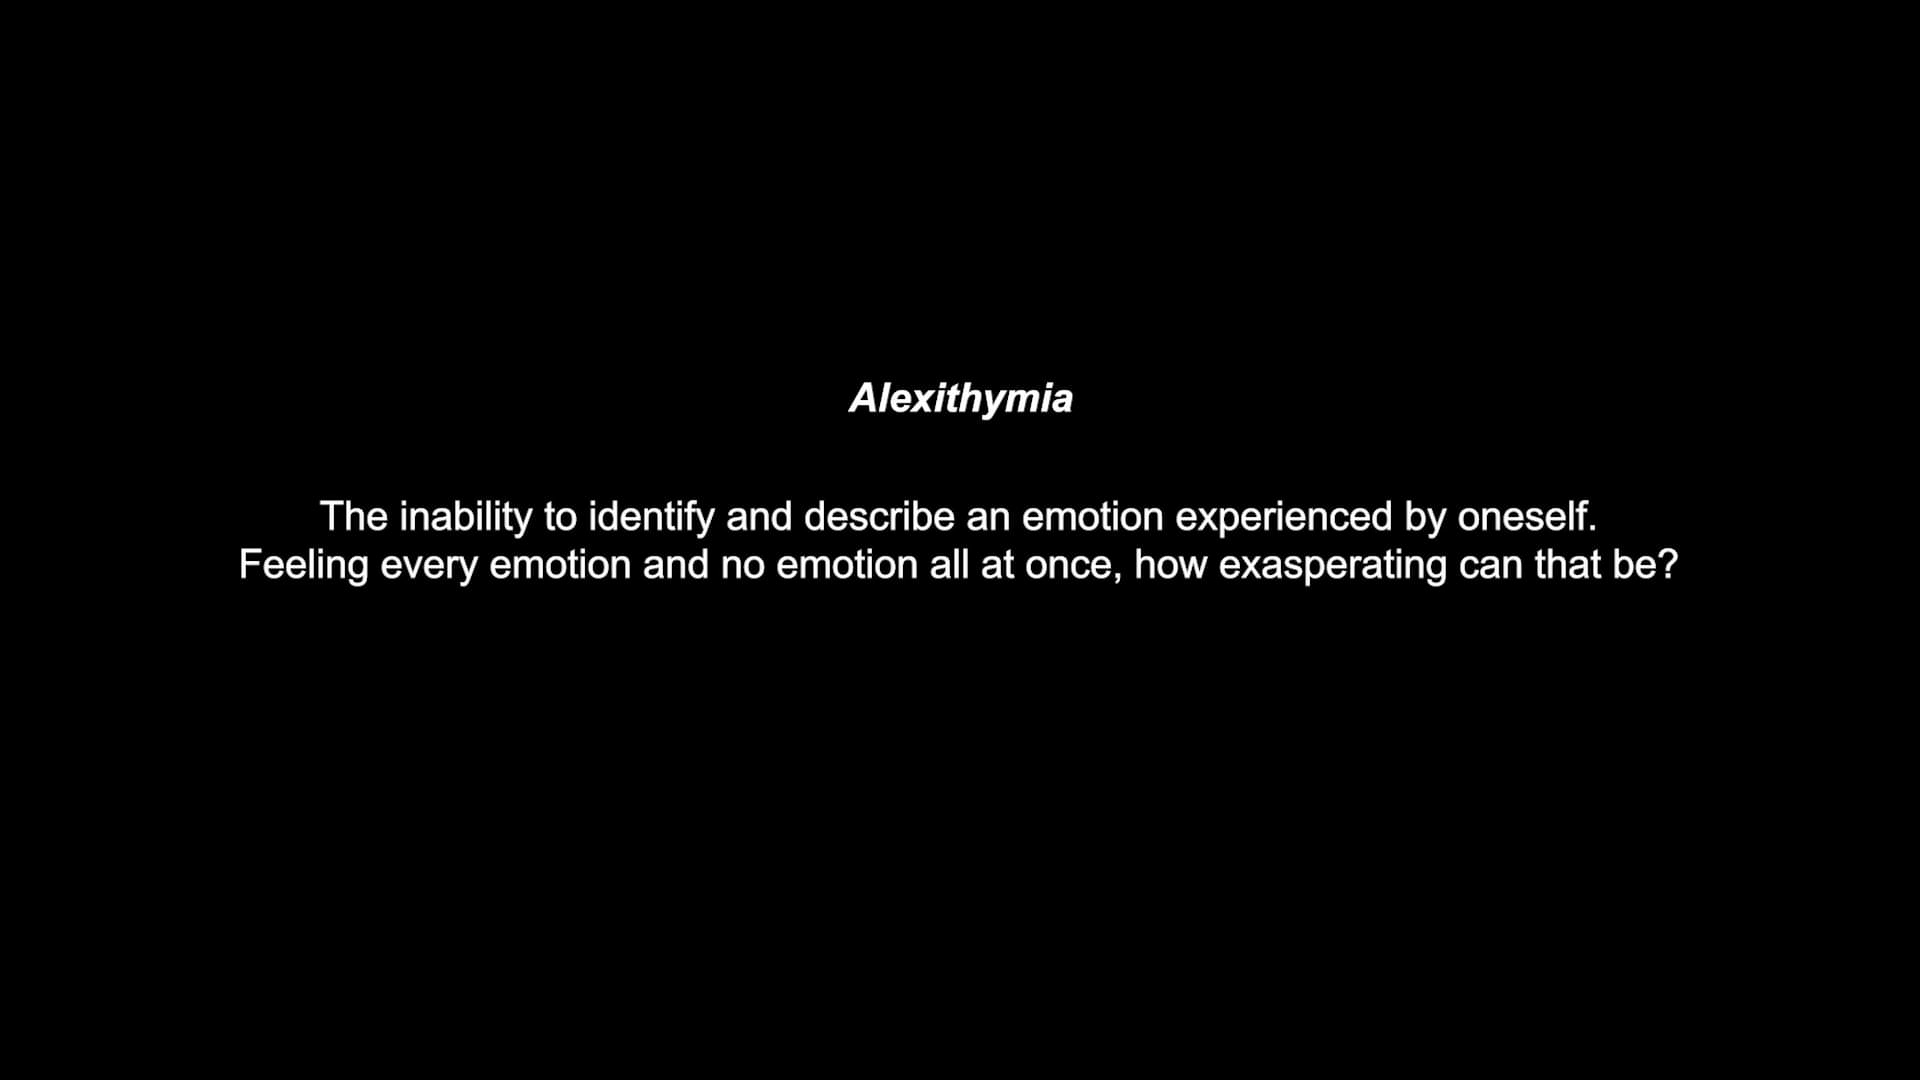 Alexithymia
The inability to identify and describe an emotion experienced by oneself.
Feeling every emotion and no emotion all at once, how exasperating can that be?